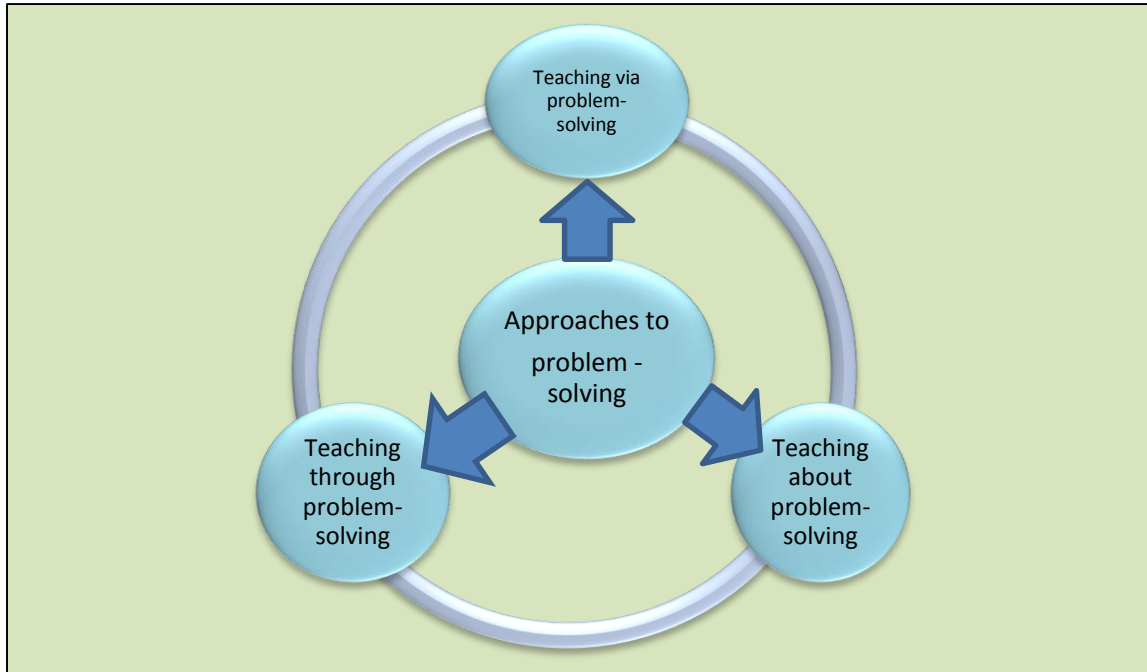 Teaching via
problem-
solving
Approaches to
problem -
solving
Teaching
through
problem-
solving
Teaching
about
problem-
solving